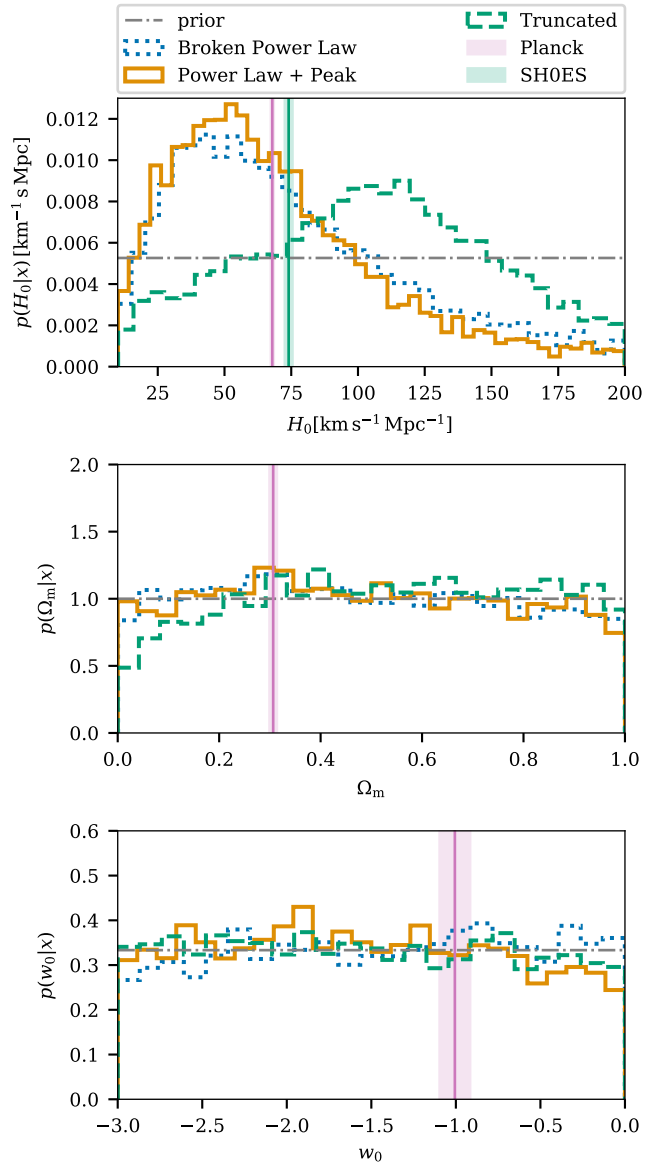 prior
Broken Power Law
Power Law + Peak
Truncated
Planck
SH0ES
0.012
0.010
0.008
0.006
0.004
0.002
0.000
p(H₀|x) [km⁻¹ s Mpc]
25 50 75 100 125 150 175 200
H₀[km s⁻¹ Mpc⁻¹]
2.0
1.5
1.0
0.5
0.0
p(Ωₘ|x)
0.0 0.2 0.4 0.6 0.8 1.0
Ωₘ
0.6
0.5
0.4
0.3
0.2
0.1
0.0
p(w₀|x)
−3.0 −2.5 −2.0 −1.5 −1.0 −0.5 0.0
w₀